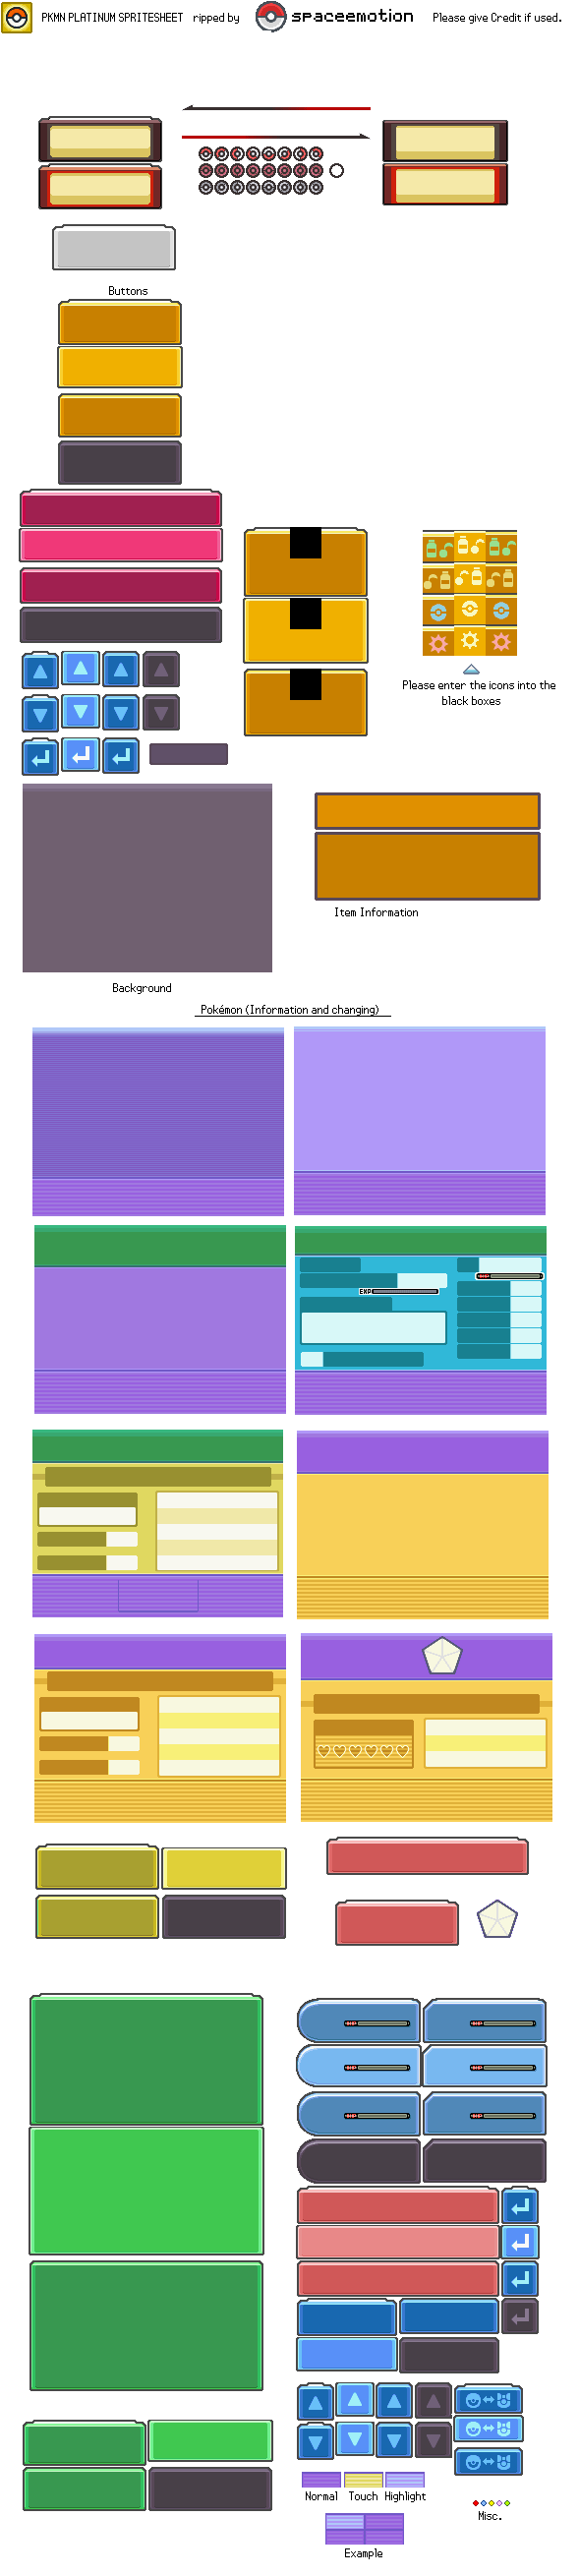 PKMN PLATINUM SPRITESHEET ripped by spaceemotion Please give Credit if used.
Buttons
Please enter the icons into the
black boxes
Item Information
Background
Pokémon (Information and changing)
EXP
Normal Touch Highlight
Misc.
Example